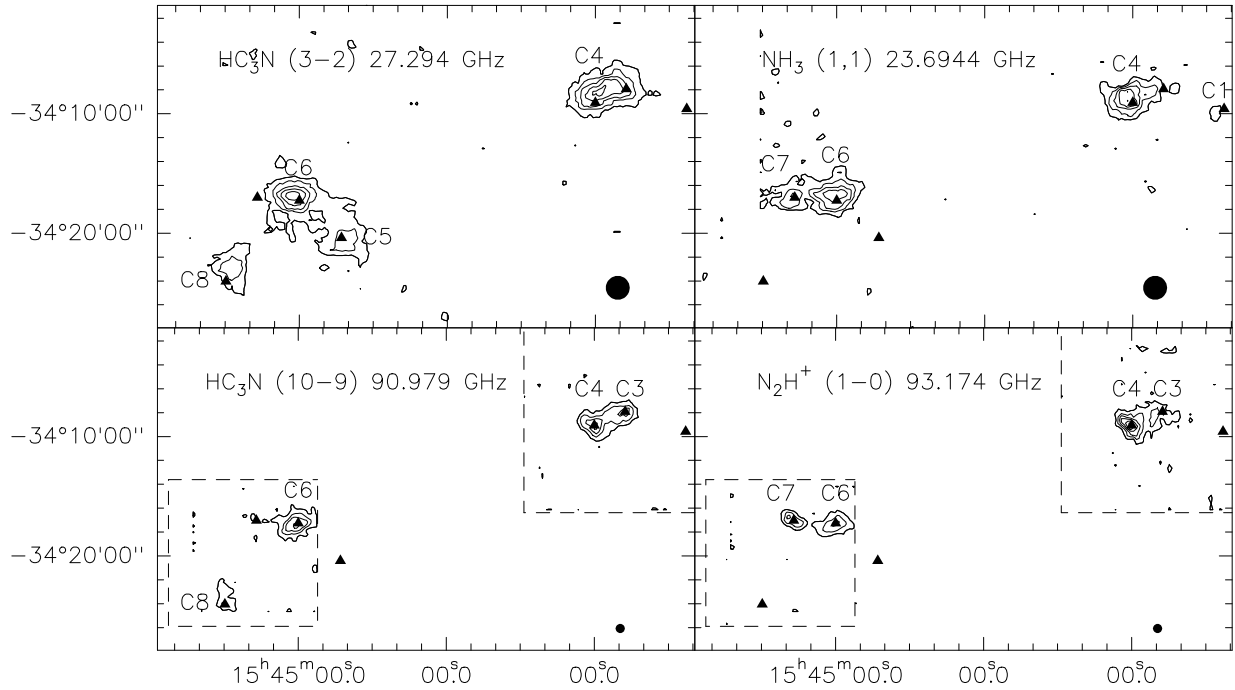 HC₃N (3−2) 27.294 GHz
C4
−34°10'00''
C6
C5
−34°20'00''
C8
NH₃ (1,1) 23.6944 GHz
C4
C1
C7 C6
HC₃N (10−9) 90.979 GHz
C4 C3
−34°10'00''
C6
−34°20'00''
C8
N₂H⁺ (1−0) 93.174 GHz
C4 C3
C7 C6
15ʰ45ᵐ00ˢ.0 00ˢ.0 00ˢ.0
15ʰ45ᵐ00ˢ.0 00ˢ.0 00ˢ.0